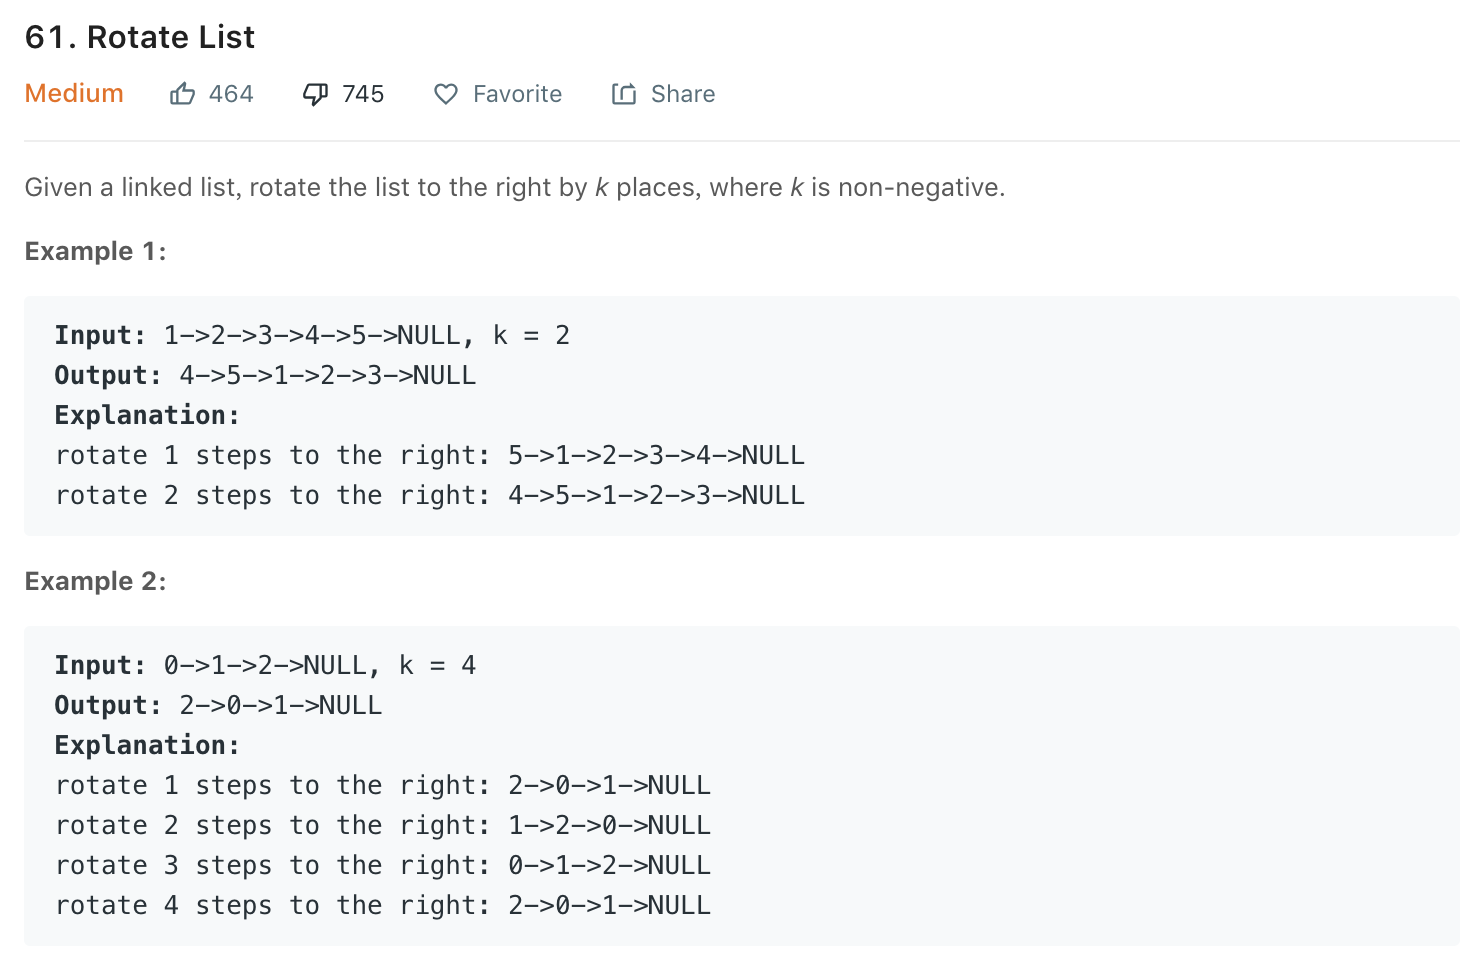 61. Rotate List
Medium 464 745 Favorite Share
Given a linked list, rotate the list to the right by k places, where k is non-negative.
Example 1:
Input: 1->2->3->4->5->NULL, k = 2
Output: 4->5->1->2->3->NULL
Explanation:
rotate 1 steps to the right: 5->1->2->3->4->NULL
rotate 2 steps to the right: 4->5->1->2->3->NULL
Example 2:
Input: 0->1->2->NULL, k = 4
Output: 2->0->1->NULL
Explanation:
rotate 1 steps to the right: 2->0->1->NULL
rotate 2 steps to the right: 1->2->0->NULL
rotate 3 steps to the right: 0->1->2->NULL
rotate 4 steps to the right: 2->0->1->NULL